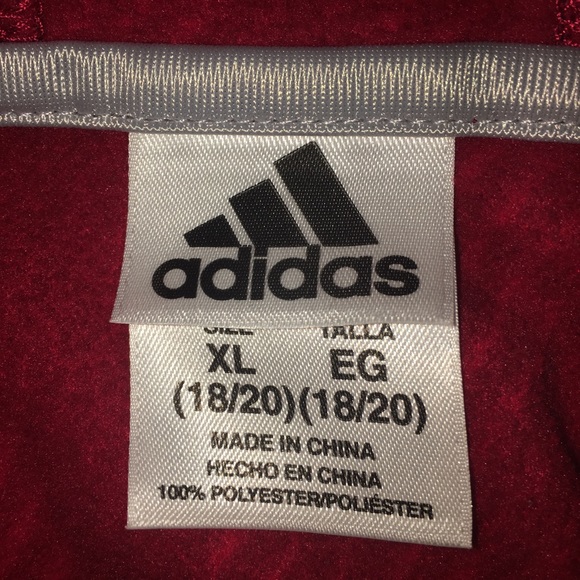 adidas
SIZE TALLA
XL EG
(18/20) (18/20)
MADE IN CHINA
HECHO EN CHINA
100% POLYESTER/POLIÉSTER